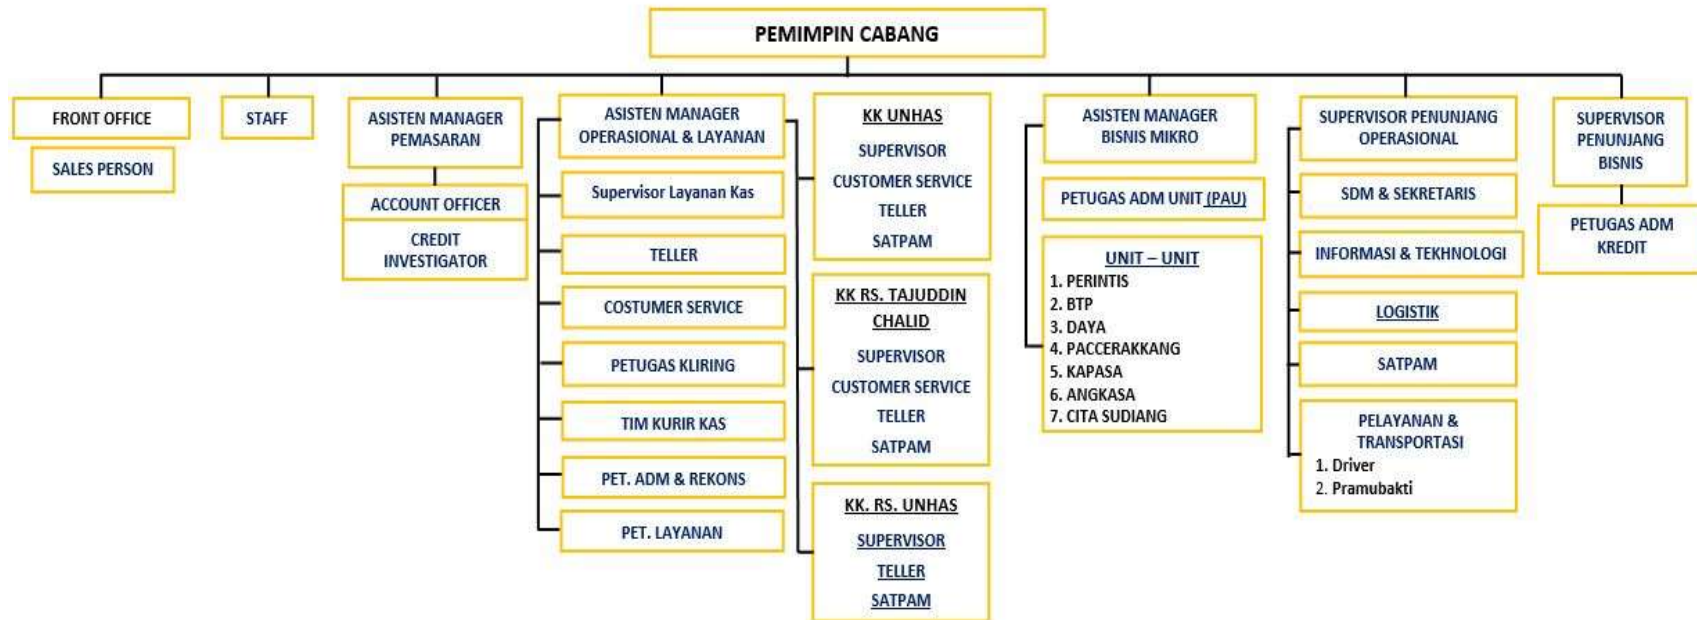 PEMIMPIN CABANG
FRONT OFFICE
SALES PERSON
STAFF
ASISTEN MANAGER
PEMASARAN
ACCOUNT OFFICER
CREDIT
INVESTIGATOR
ASISTEN MANAGER
OPERASIONAL & LAYANAN
Supervisor Layanan Kas
TELLER
COSTUMER SERVICE
PETUGAS KLIRING
TIM KURIR KAS
PET. ADM & REKONS
PET. LAYANAN
KK UNHAS
SUPERVISOR
CUSTOMER SERVICE
TELLER
SATPAM
KK RS. TAJUDDIN
CHALID
SUPERVISOR
CUSTOMER SERVICE
TELLER
SATPAM
KK. RS. UNHAS
SUPERVISOR
TELLER
SATPAM
ASISTEN MANAGER
BISNIS MIKRO
PETUGAS ADM UNIT (PAU)
UNIT – UNIT
1. PERINTIS
2. BTP
3. DAYA
4. PACCERAKKANG
5. KAPASA
6. ANGKASA
7. CITA SUDIANG
SUPERVISOR PENUNJANG
OPERASIONAL
SDM & SEKRETARIS
INFORMASI & TEKHNOLOGI
LOGISTIK
SATPAM
PELAYANAN &
TRANSPORTASI
1. Driver
2. Pramubakti
SUPERVISOR
PENUNJANG
BISNIS
PETUGAS ADM
KREDIT